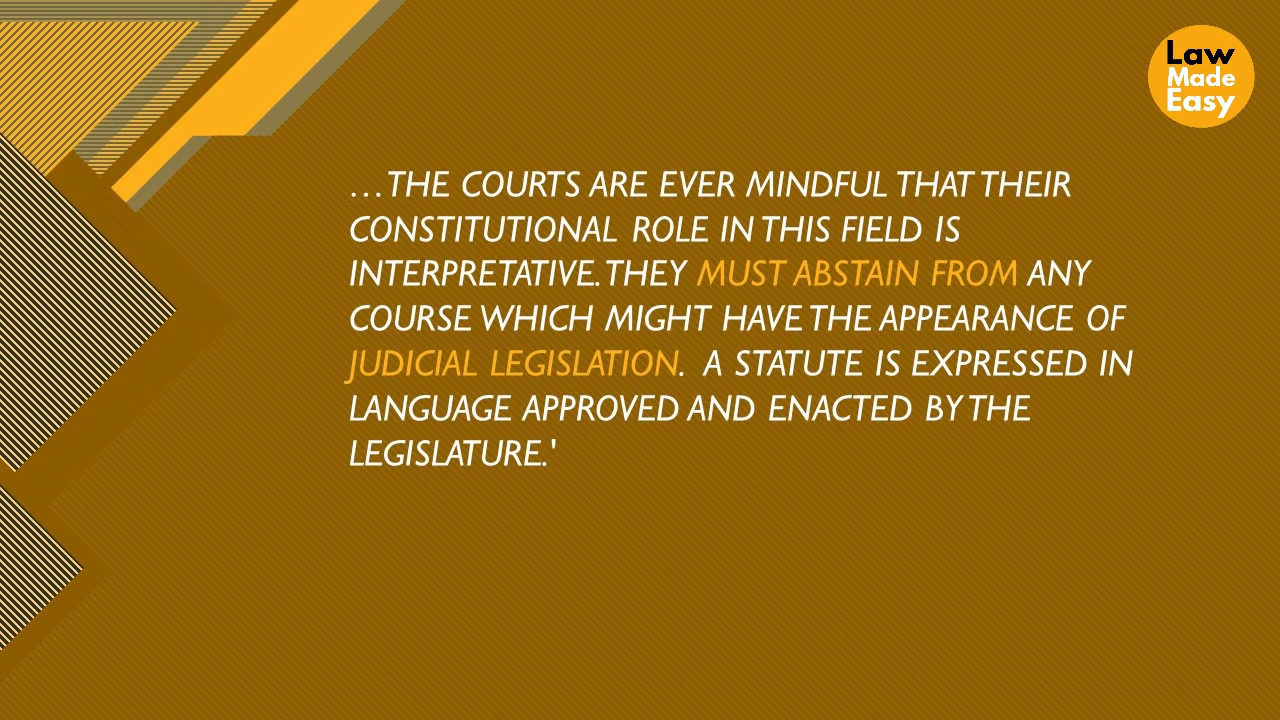 Law
Made
Easy
…THE COURTS ARE EVER MINDFUL THAT THEIR
CONSTITUTIONAL ROLE IN THIS FIELD IS
INTERPRETATIVE. THEY MUST ABSTAIN FROM ANY
COURSE WHICH MIGHT HAVE THE APPEARANCE OF
JUDICIAL LEGISLATION. A STATUTE IS EXPRESSED IN
LANGUAGE APPROVED AND ENACTED BY THE
LEGISLATURE.'